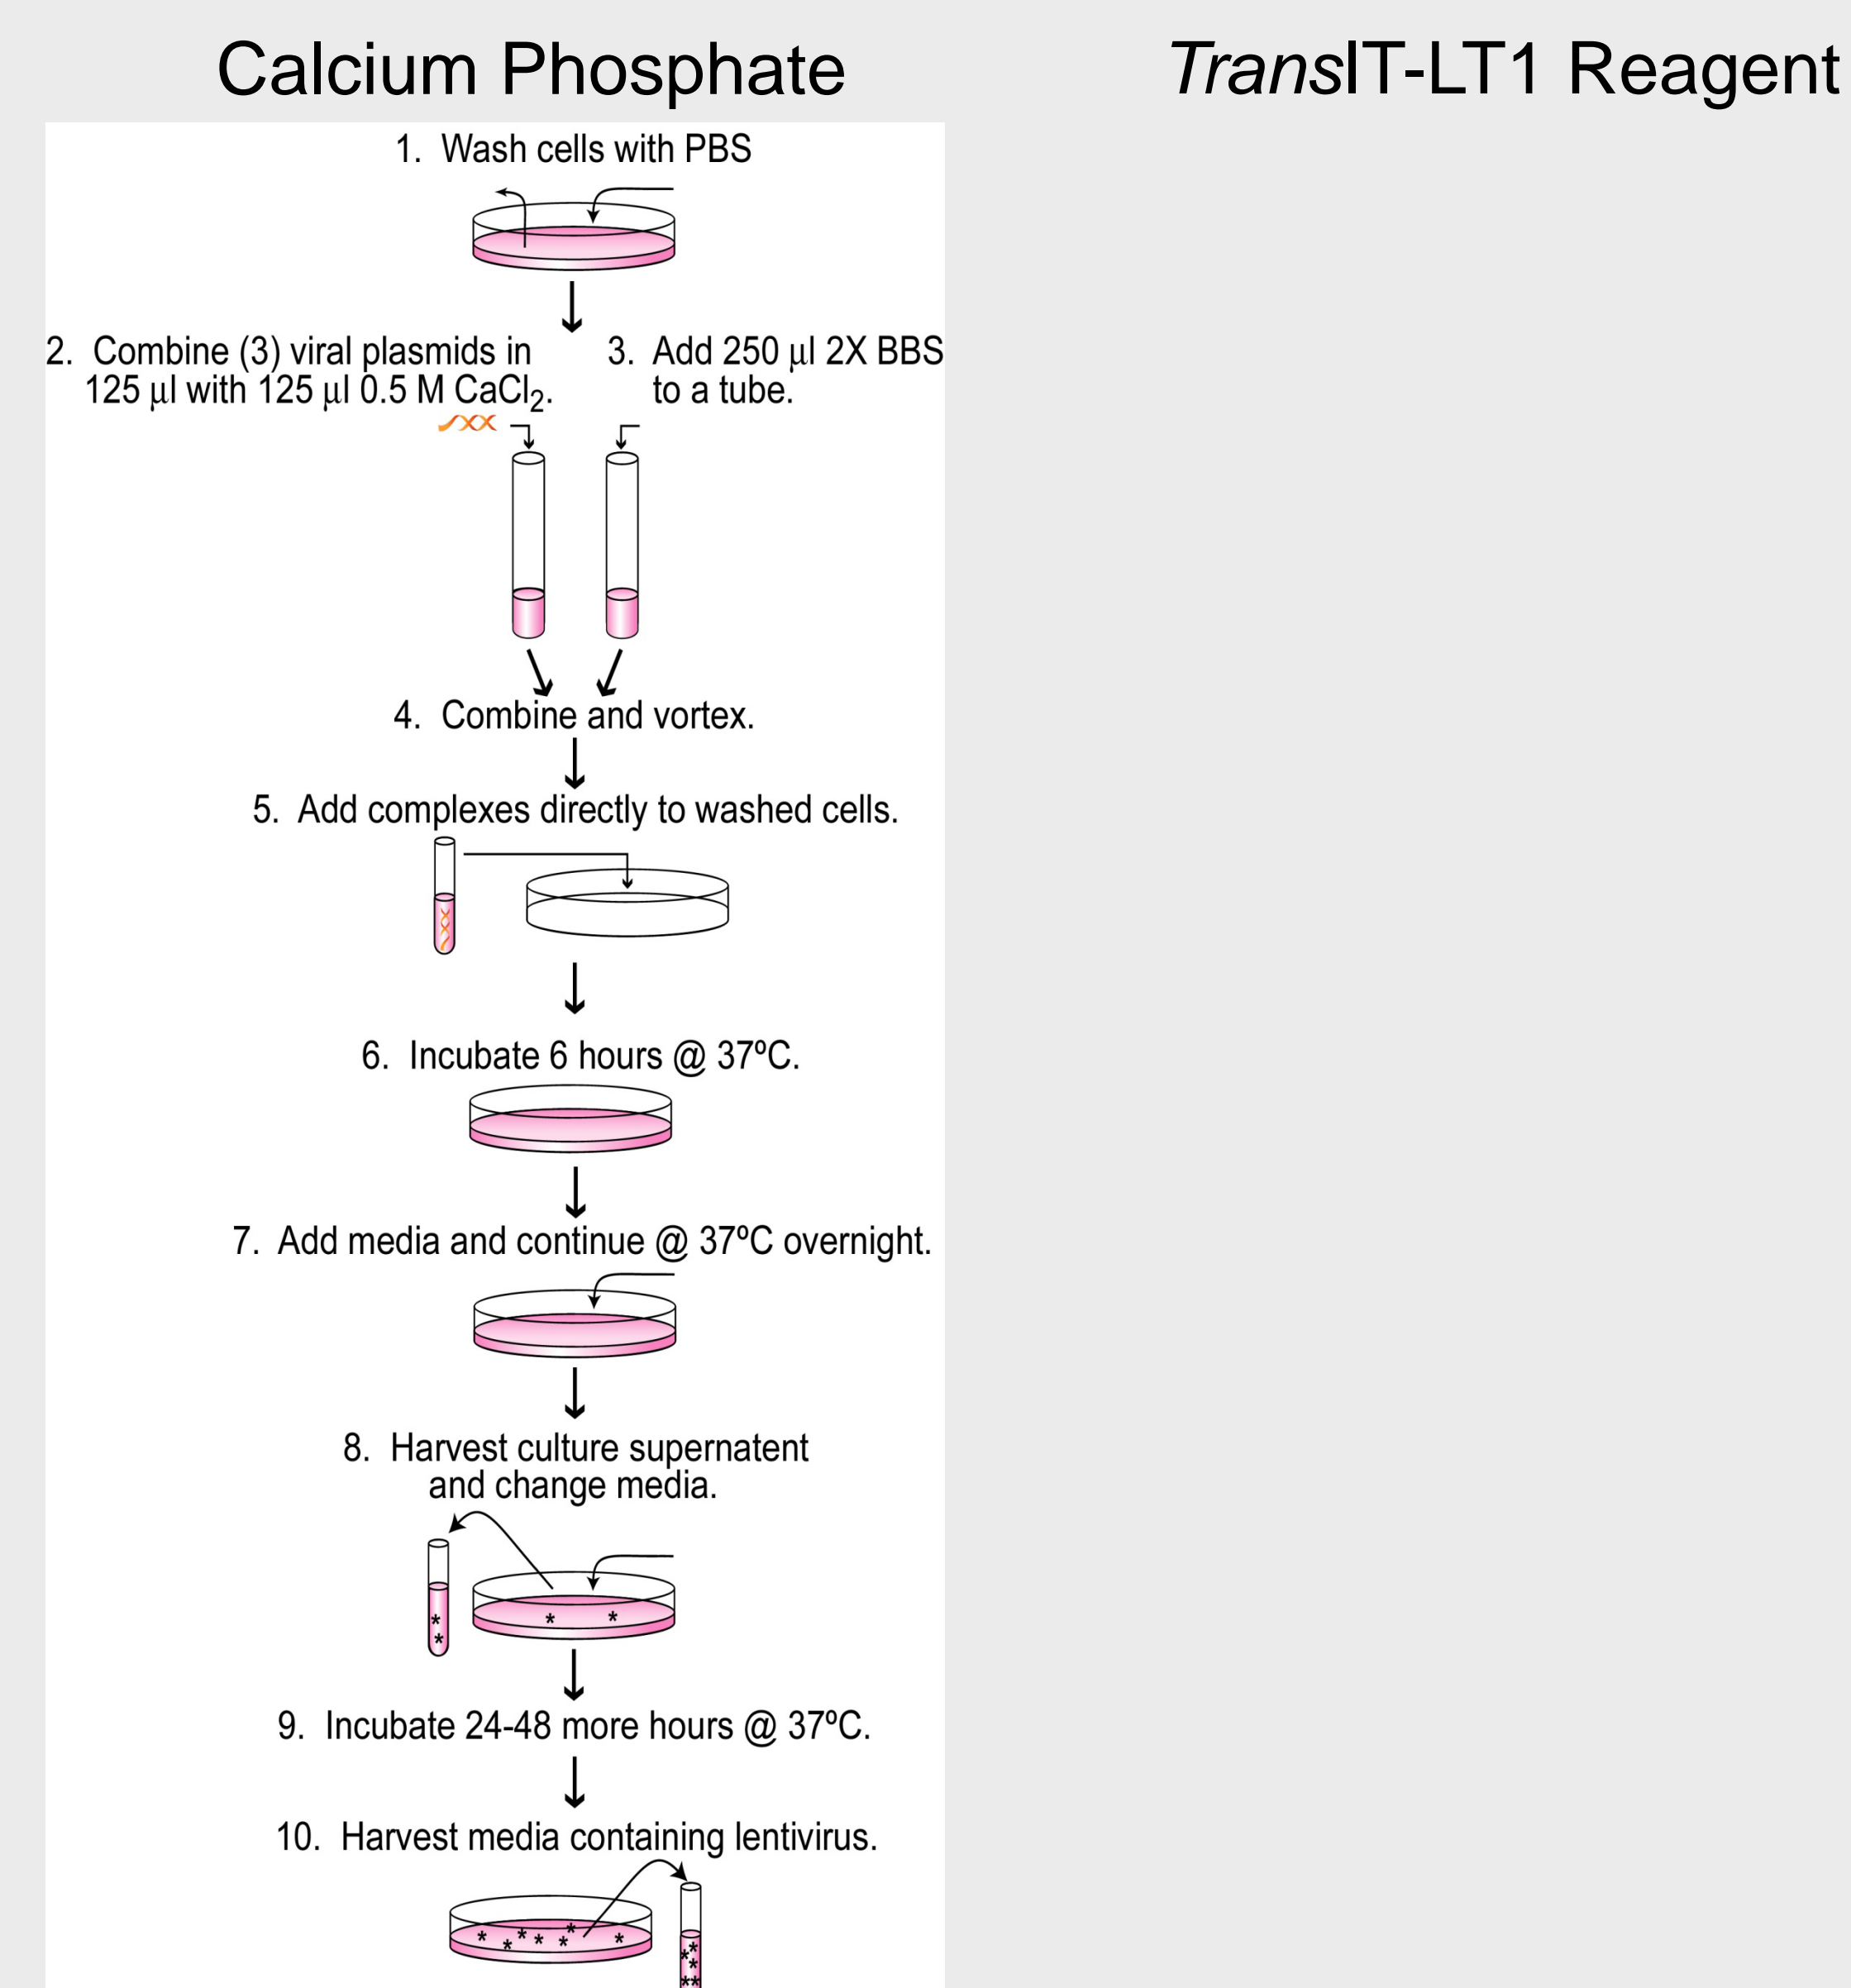 Calcium Phosphate
TransIT-LT1 Reagent
1. Wash cells with PBS
2. Combine (3) viral plasmids in
125 µl with 125 µl 0.5 M CaCl₂.
3. Add 250 µl 2X BBS
to a tube.
4. Combine and vortex.
5. Add complexes directly to washed cells.
6. Incubate 6 hours @ 37ºC.
7. Add media and continue @ 37ºC overnight.
8. Harvest culture supernatent
and change media.
9. Incubate 24-48 more hours @ 37ºC.
10. Harvest media containing lentivirus.